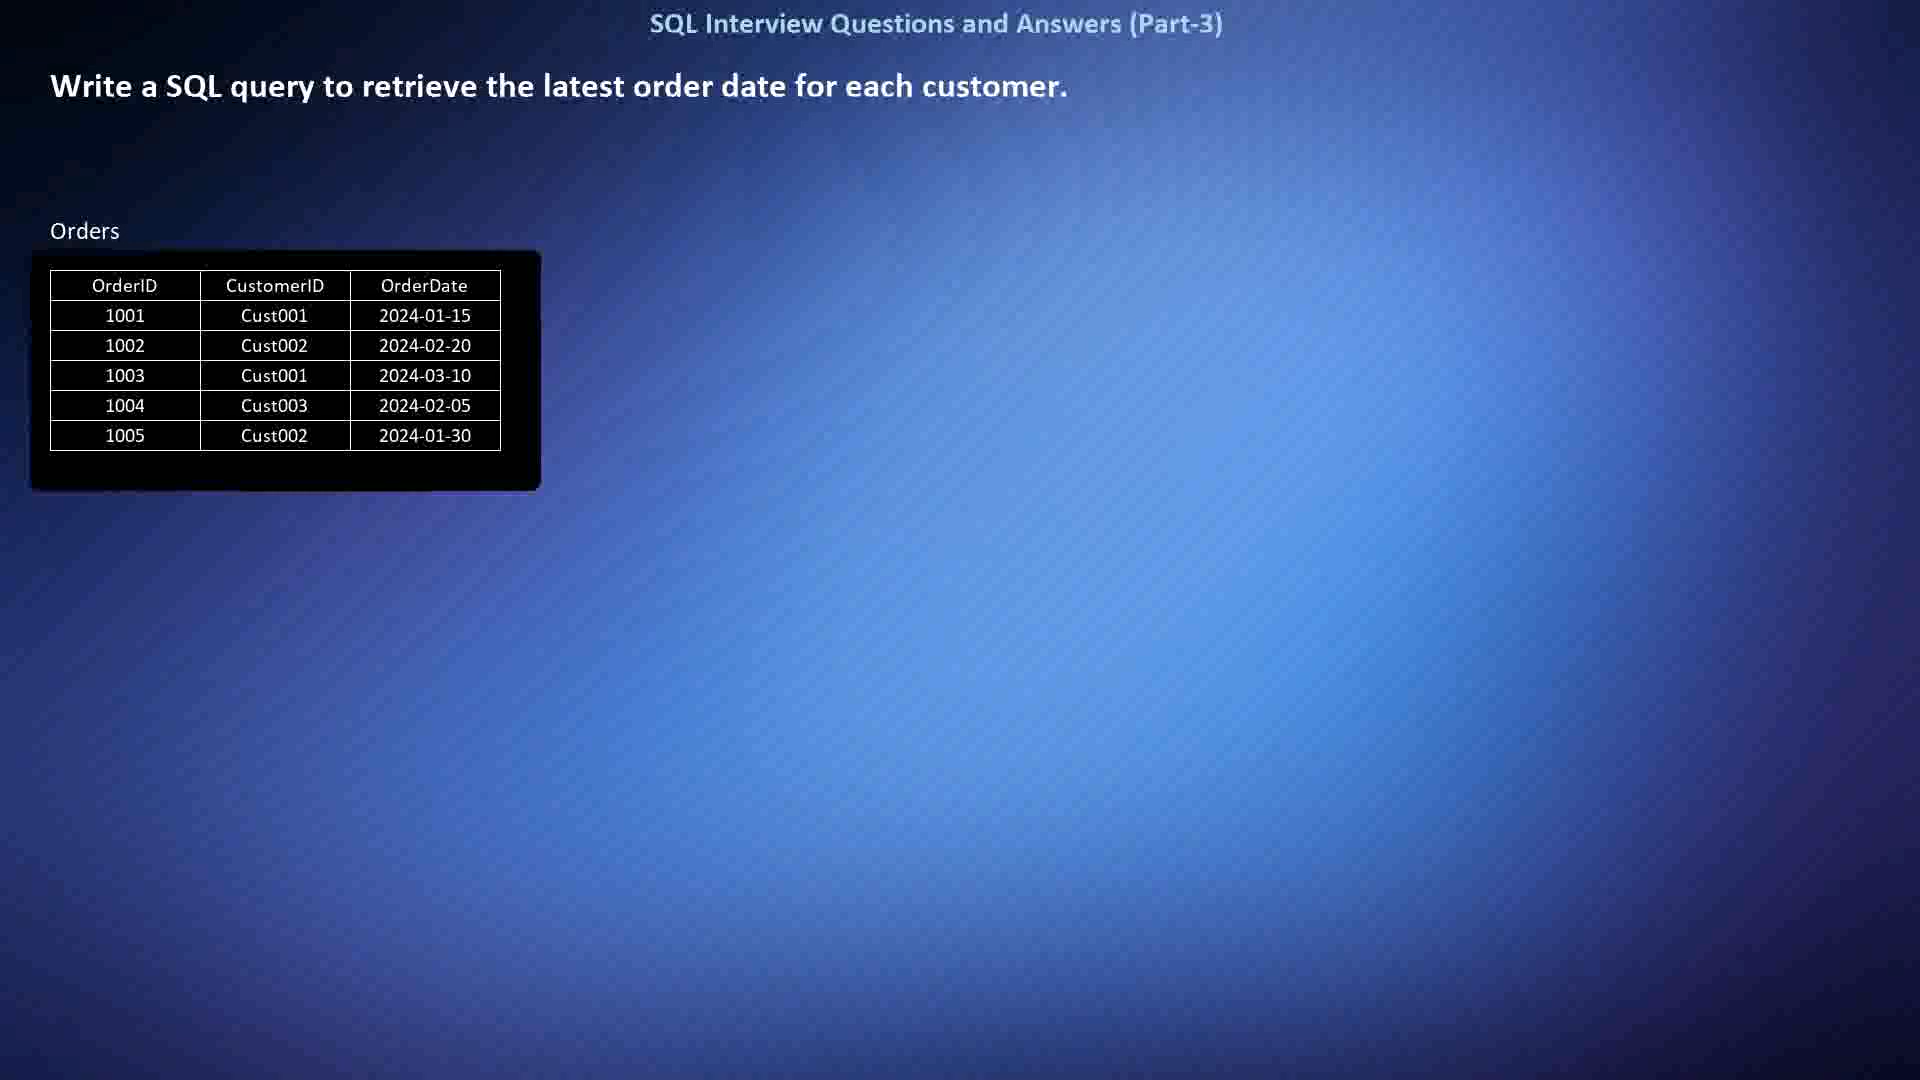 SQL Interview Questions and Answers (Part-3)
Write a SQL query to retrieve the latest order date for each customer.
Orders
OrderID CustomerID OrderDate
1001 Cust001 2024-01-15
1002 Cust002 2024-02-20
1003 Cust001 2024-03-10
1004 Cust003 2024-02-05
1005 Cust002 2024-01-30